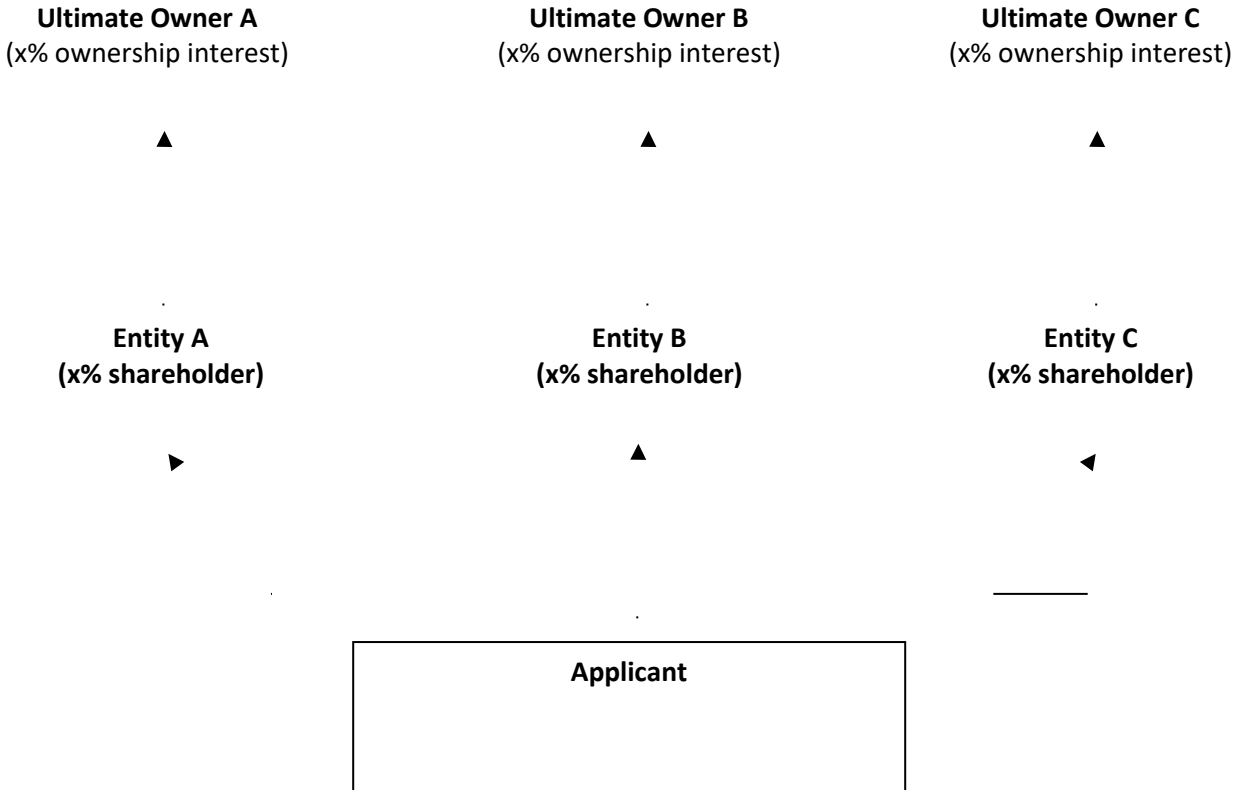 Ultimate Owner A
(x% ownership interest)
Ultimate Owner B
(x% ownership interest)
Ultimate Owner C
(x% ownership interest)
Entity A
(x% shareholder)
Entity B
(x% shareholder)
Entity C
(x% shareholder)
Applicant